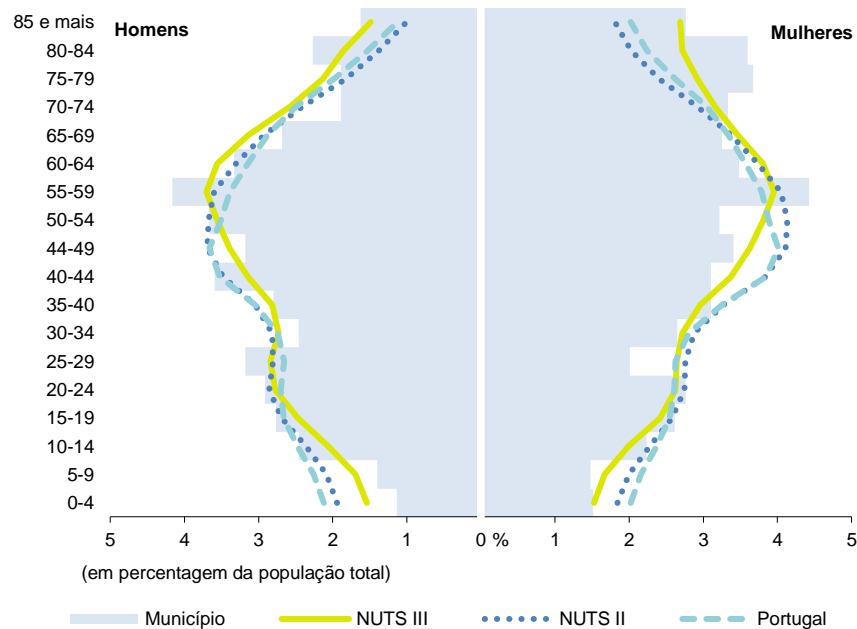 85 e mais
Homens
Mulheres
80-84
75-79
70-74
65-69
60-64
55-59
50-54
44-49
40-44
35-40
30-34
25-29
20-24
15-19
10-14
5-9
0-4
5 4 3 2 1 0 % 1 2 3 4 5
(em percentagem da população total)
Município NUTS III NUTS II Portugal